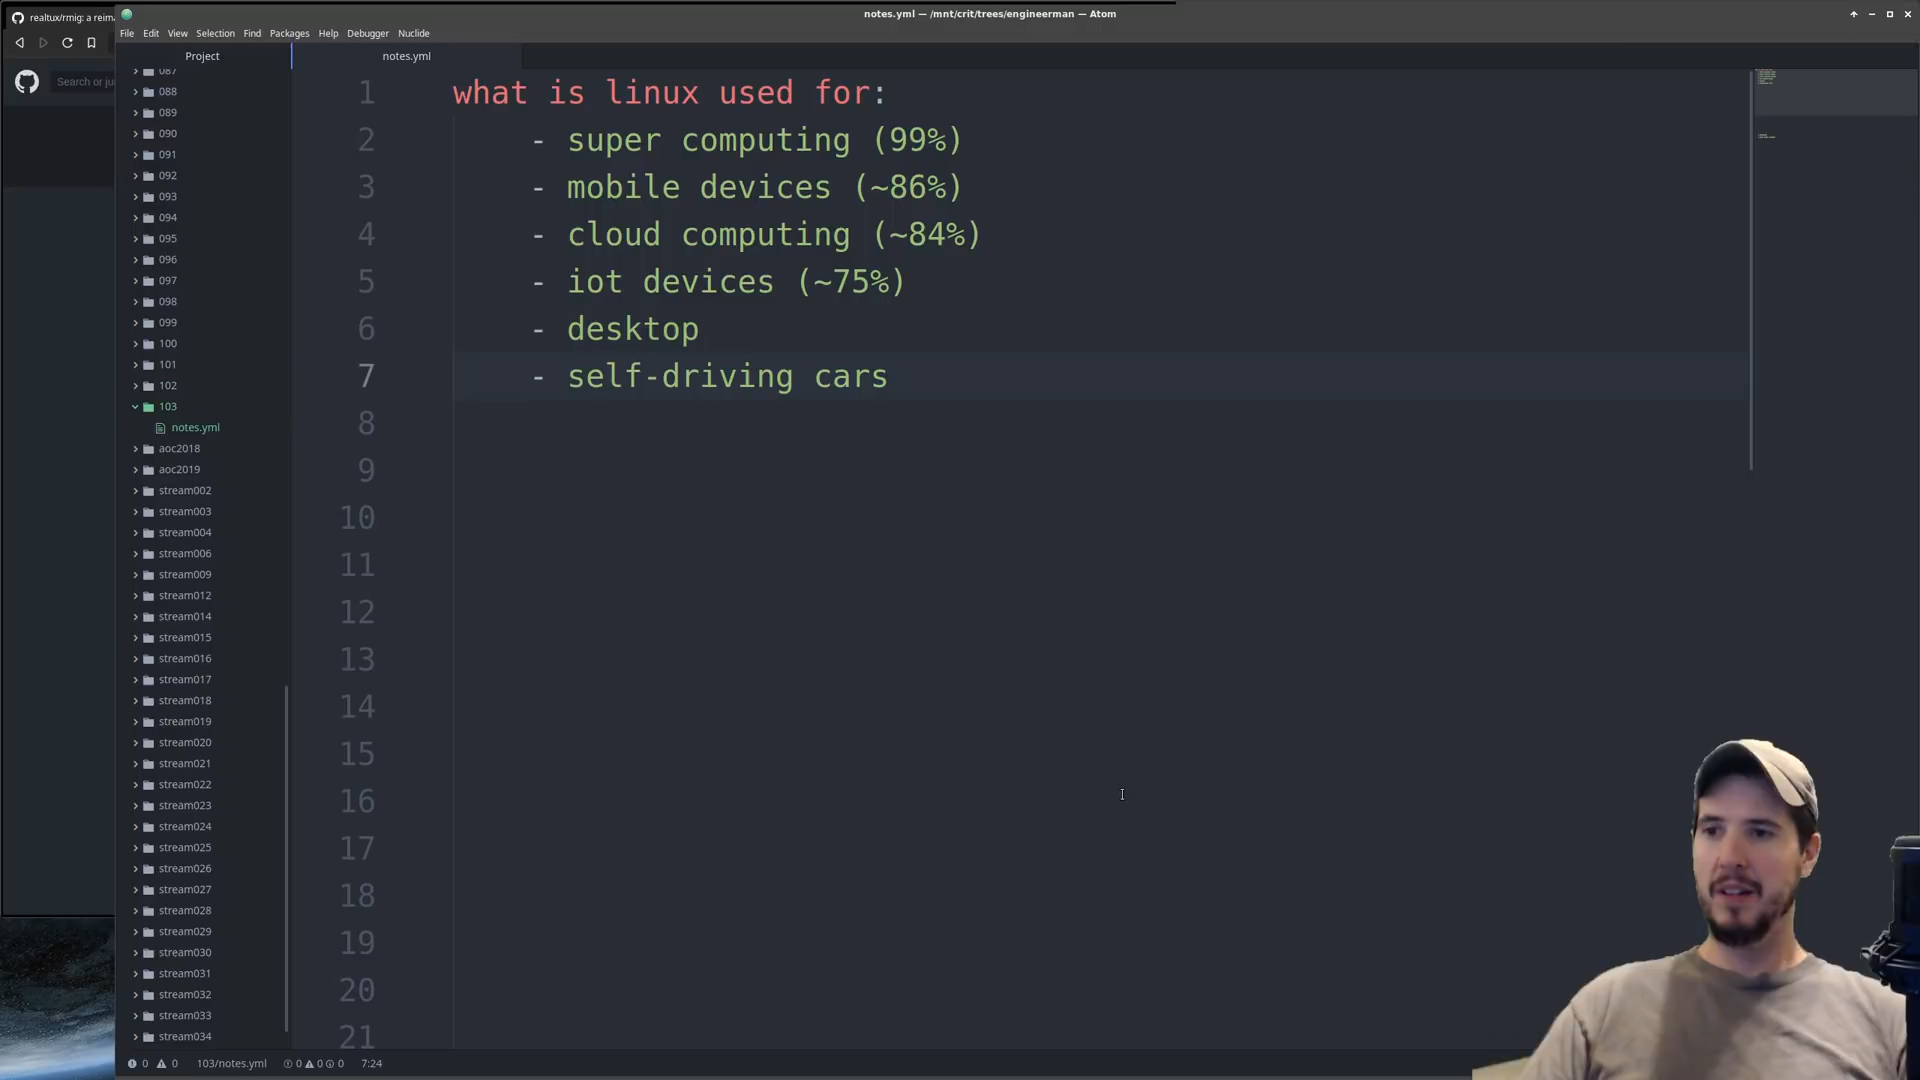 realtux/rmig: a reima
notes.yml — /mnt/crit/trees/engineerman — Atom
File Edit View Selection Find Packages Help Debugger Nuclide
Search or ju
Project
notes.yml
087
088
089
090
091
092
093
094
095
096
097
098
099
100
101
102
103
notes.yml
aoc2018
aoc2019
stream002
stream003
stream004
stream006
stream009
stream012
stream014
stream015
stream016
stream017
stream018
stream019
stream020
stream021
stream022
stream023
stream024
stream025
stream026
stream027
stream028
stream029
stream030
stream031
stream032
stream033
stream034
1 what is linux used for:
2 - super computing (99%)
3 - mobile devices (~86%)
4 - cloud computing (~84%)
5 - iot devices (~75%)
6 - desktop
7 - self-driving cars
8
9
10
11
12
13
14
15
16
17
18
19
20
21
0 0 103/notes.yml 0 0 0 7:24